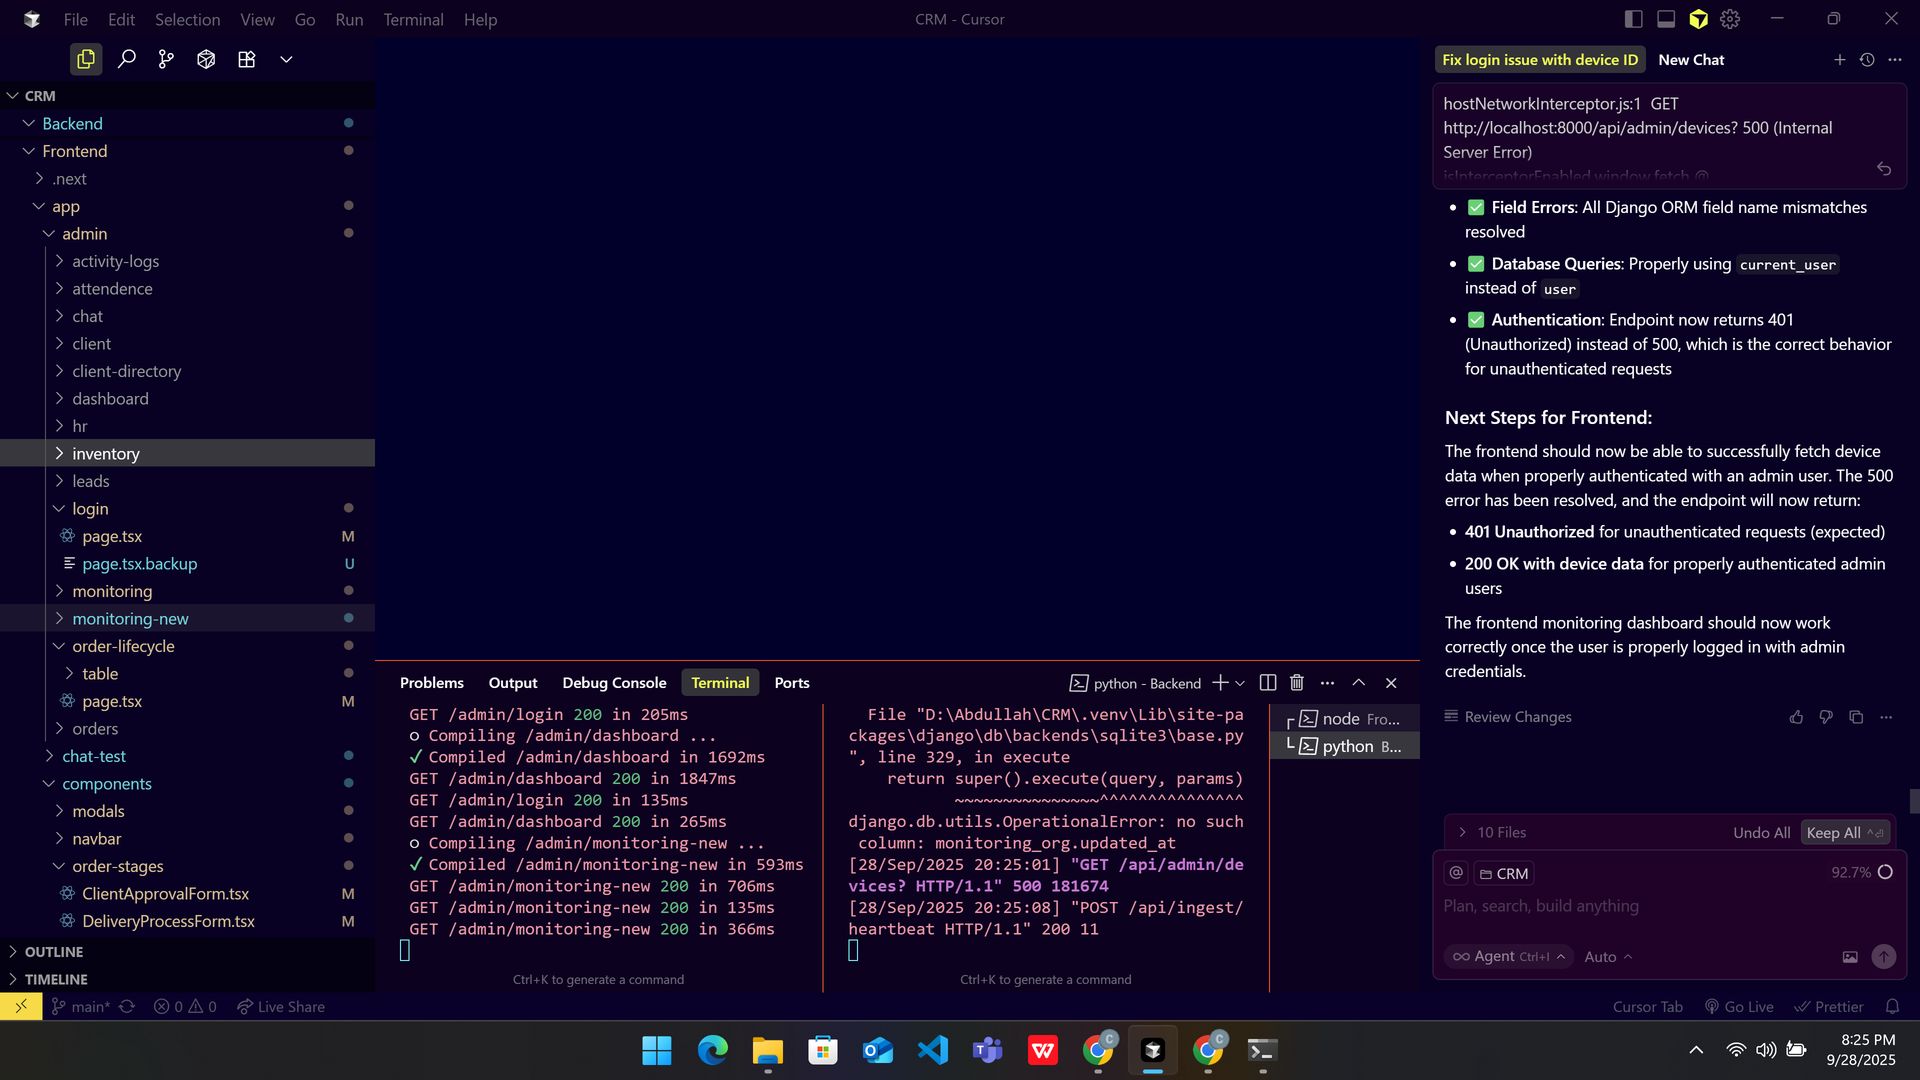 File Edit Selection View Go Run Terminal Help
CRM - Cursor
CRM
Backend
Frontend
.next
app
admin
activity-logs
attendence
chat
client
client-directory
dashboard
hr
inventory
leads
login
page.tsx M
page.tsx.backup U
monitoring
monitoring-new
order-lifecycle
table
page.tsx M
orders
chat-test
components
modals
navbar
order-stages
ClientApprovalForm.tsx M
DeliveryProcessForm.tsx M
OUTLINE
TIMELINE
Problems Output Debug Console Terminal Ports
python - Backend
GET /admin/login 200 in 205ms
○ Compiling /admin/dashboard ...
✓ Compiled /admin/dashboard in 1692ms
GET /admin/dashboard 200 in 1847ms
GET /admin/login 200 in 135ms
GET /admin/dashboard 200 in 265ms
○ Compiling /admin/monitoring-new ...
✓ Compiled /admin/monitoring-new in 593ms
GET /admin/monitoring-new 200 in 706ms
GET /admin/monitoring-new 200 in 135ms
GET /admin/monitoring-new 200 in 366ms
Ctrl+K to generate a command
File "D:\Abdullah\CRM\.venv\Lib\site-pa
ckages\django\db\backends\sqlite3\base.py
", line 329, in execute
return super().execute(query, params)
~~~~~~~~~~~~~~~^^^^^^^^^^^^^^^
django.db.utils.OperationalError: no such
column: monitoring_org.updated_at
[28/Sep/2025 20:25:01] "GET /api/admin/de
vices? HTTP/1.1" 500 181674
[28/Sep/2025 20:25:08] "POST /api/ingest/
heartbeat HTTP/1.1" 200 11
Ctrl+K to generate a command
node Fro...
python B...
Fix login issue with device ID New Chat
hostNetworkInterceptor.js:1 GET
http://localhost:8000/api/admin/devices? 500 (Internal
Server Error)
isInterceptorEnabled.window.fetch @
• ✅ Field Errors: All Django ORM field name mismatches
resolved
• ✅ Database Queries: Properly using current_user
instead of user
• ✅ Authentication: Endpoint now returns 401
(Unauthorized) instead of 500, which is the correct behavior
for unauthenticated requests
Next Steps for Frontend:
The frontend should now be able to successfully fetch device
data when properly authenticated with an admin user. The 500
error has been resolved, and the endpoint will now return:
• 401 Unauthorized for unauthenticated requests (expected)
• 200 OK with device data for properly authenticated admin
users
The frontend monitoring dashboard should now work
correctly once the user is properly logged in with admin
credentials.
Review Changes
10 Files Undo All Keep All
@ CRM 92.7%
Plan, search, build anything
Agent Ctrl+I Auto
main* 0 0 Live Share
Cursor Tab Go Live Prettier
8:25 PM
9/28/2025